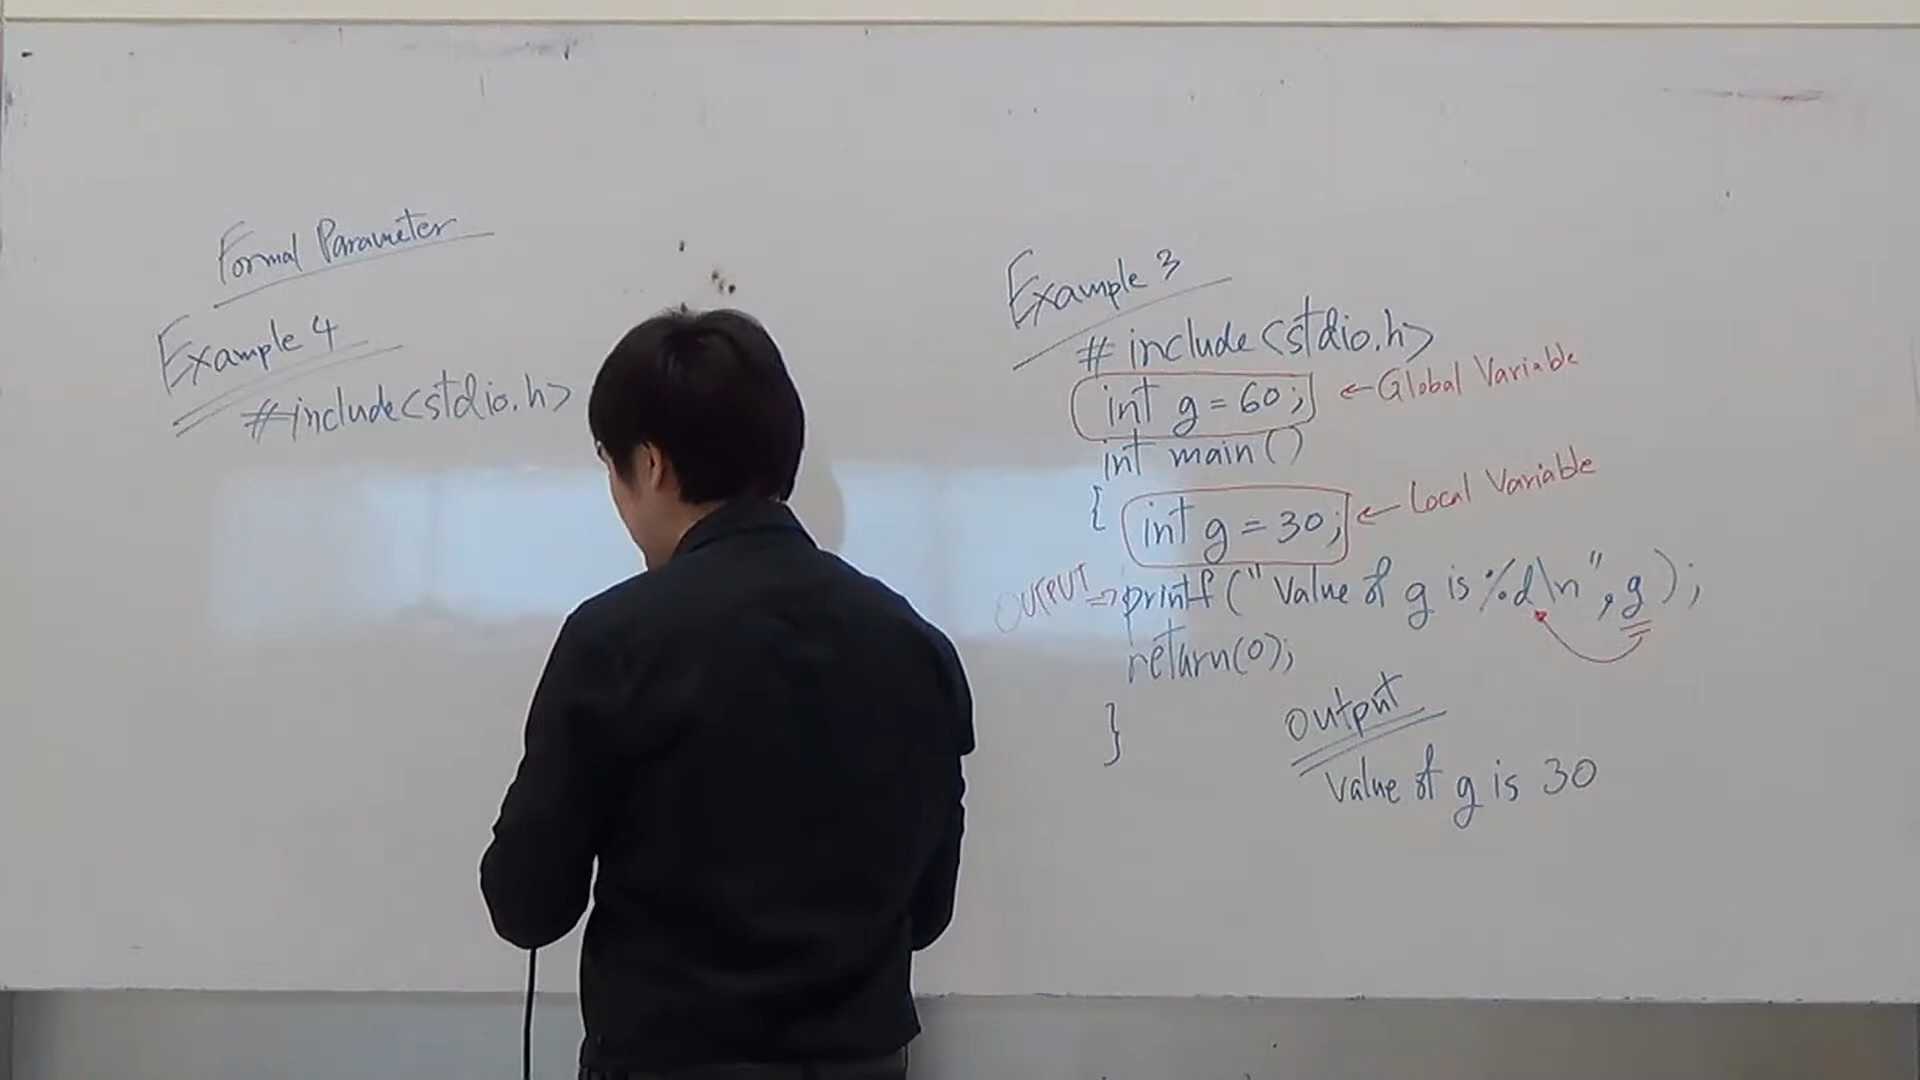 Formal Parameter
Example 4
#include<stdio.h>
Example 3
# include<stdio.h>
int g = 60; ← Global Variable
int main()
{ int g = 30; ← Local Variable
OUTPUT ⇒ printf("Value of g is %d\n", g);
return(0);
}
Output
Value of g is 30